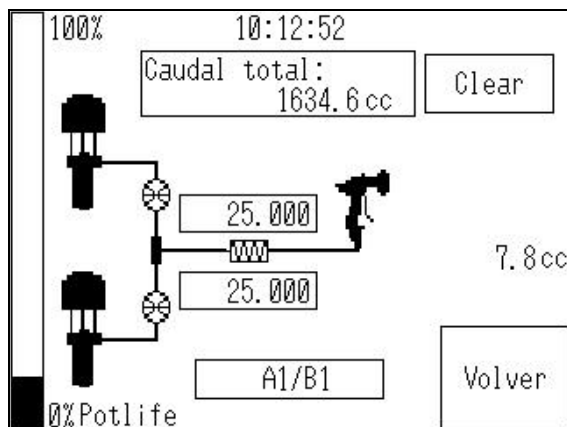 100%
10:12:52
Caudal total:
1634.6cc
Clear
25.000
7.8cc
25.000
A1/B1
Volver
0%Potlife